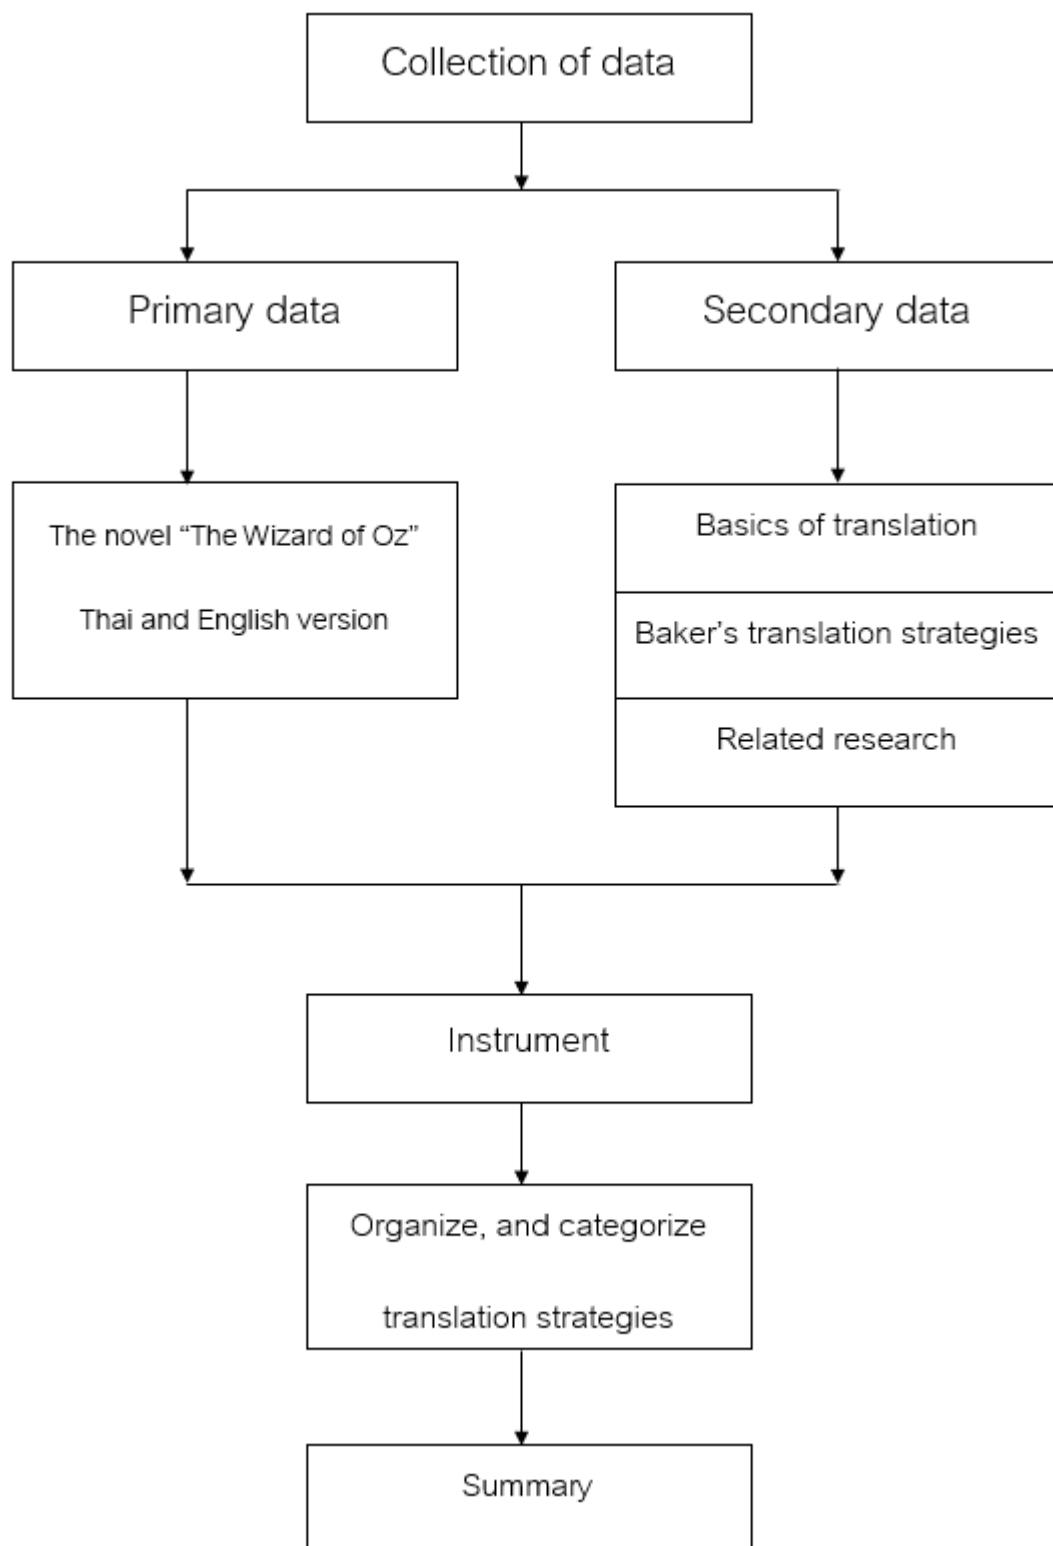 Collection of data
Primary data
Secondary data
The novel “The Wizard of Oz”
Thai and English version
Basics of translation
Baker’s translation strategies
Related research
Instrument
Organize, and categorize
translation strategies
Summary